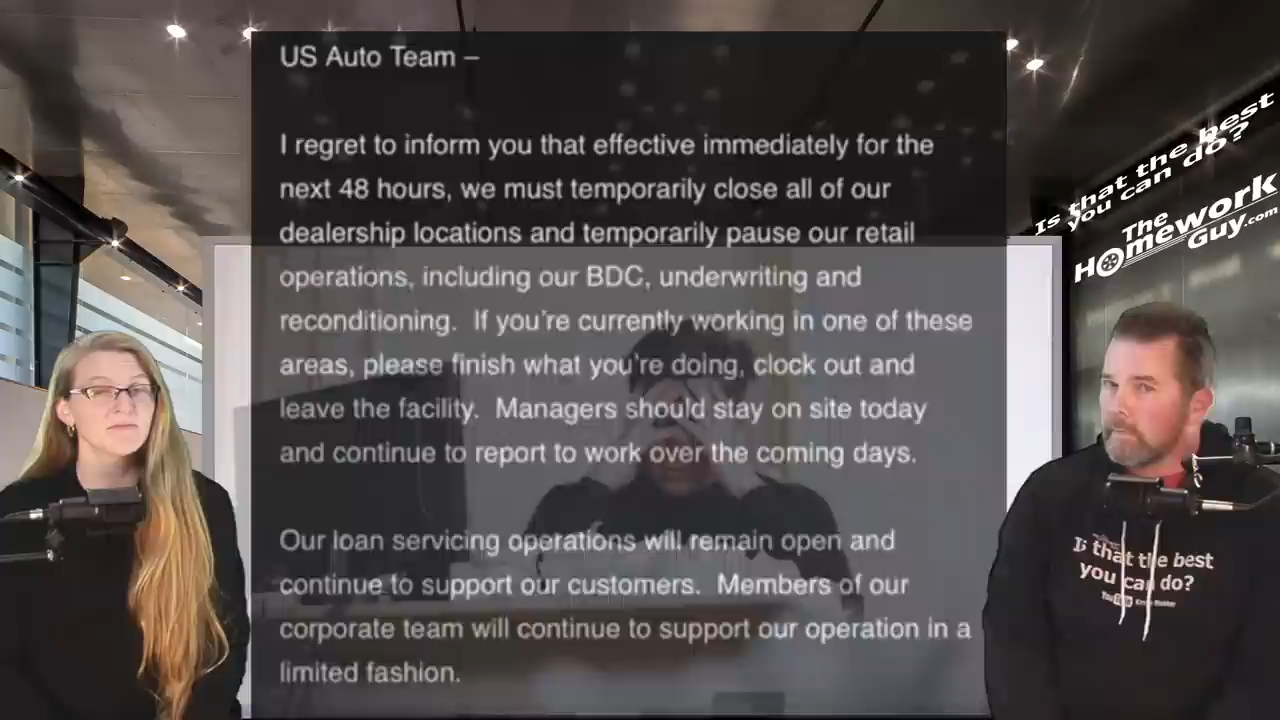 US Auto Team –
I regret to inform you that effective immediately for the
next 48 hours, we must temporarily close all of our
dealership locations and temporarily pause our retail
operations, including our BDC, underwriting and
reconditioning.  If you're currently working in one of these
areas, please finish what you're doing, clock out and
leave the facility.  Managers should stay on site today
and continue to report to work over the coming days.
Our loan servicing operations will remain open and
continue to support our customers.  Members of our
corporate team will continue to support our operation in a
limited fashion.
Is that the best
you can do?
The
Homework
Guy.com
Is that the best
you can do?
YouTube